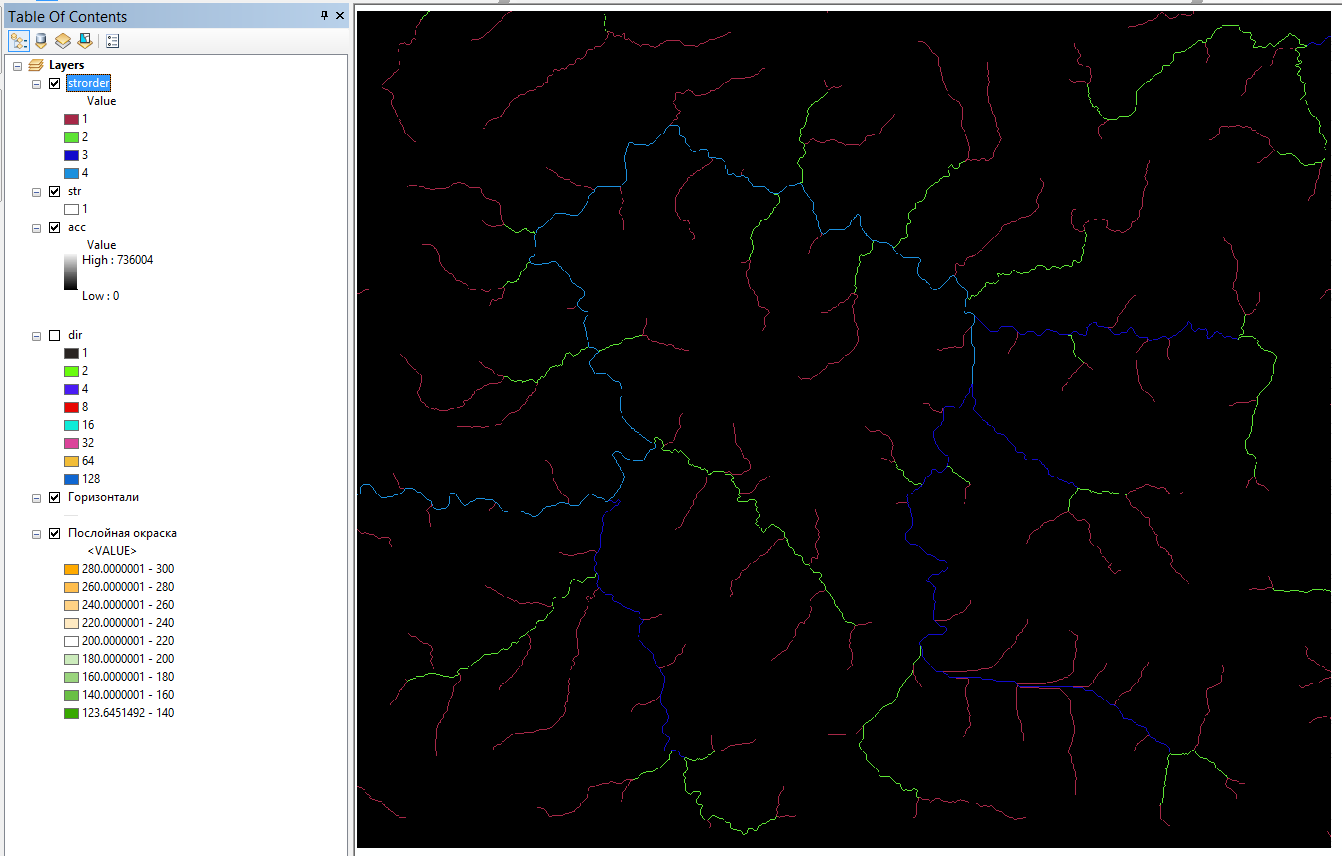 Table Of Contents
Layers
strorder
Value
1
2
3
4
str
1
acc
Value
High : 736004
Low : 0
dir
1
2
4
8
16
32
64
128
Горизонтали
Послойная окраска
<VALUE>
280.0000001 - 300
260.0000001 - 280
240.0000001 - 260
220.0000001 - 240
200.0000001 - 220
180.0000001 - 200
160.0000001 - 180
140.0000001 - 160
123.6451492 - 140